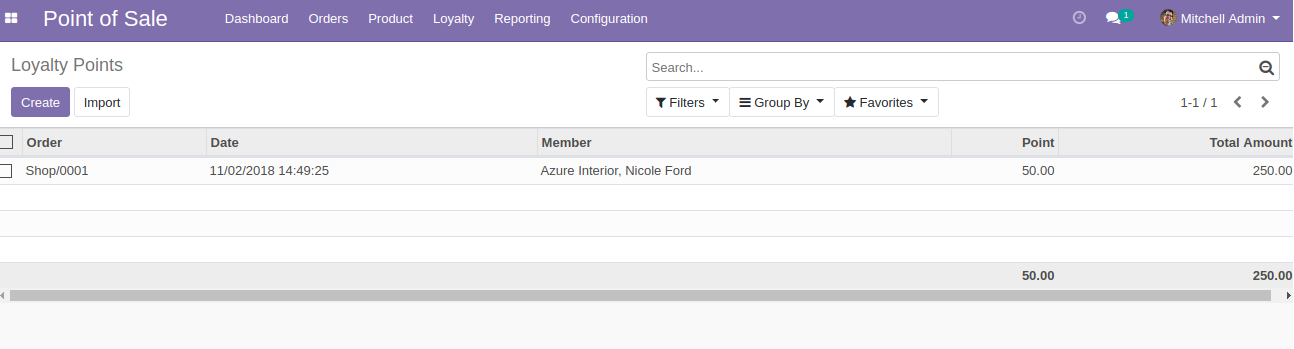 Point of Sale Dashboard Orders Product Loyalty Reporting Configuration 1 Mitchell Admin
Loyalty Points Search...
Create Import Filters Group By Favorites 1-1 / 1
Order Date Member Point Total Amount
Shop/0001 11/02/2018 14:49:25 Azure Interior, Nicole Ford 50.00 250.00
50.00 250.00